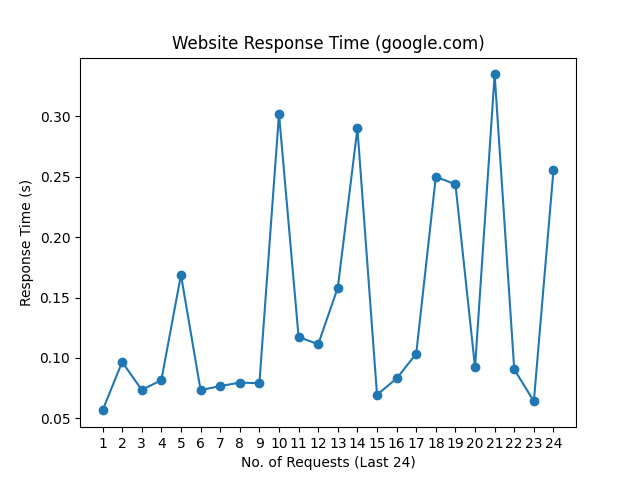 Website Response Time (google.com)
0.30
0.25
0.20
0.15
0.10
0.05
Response Time (s)
1 2 3 4 5 6 7 8 9 10 11 12 13 14 15 16 17 18 19 20 21 22 23 24
No. of Requests (Last 24)